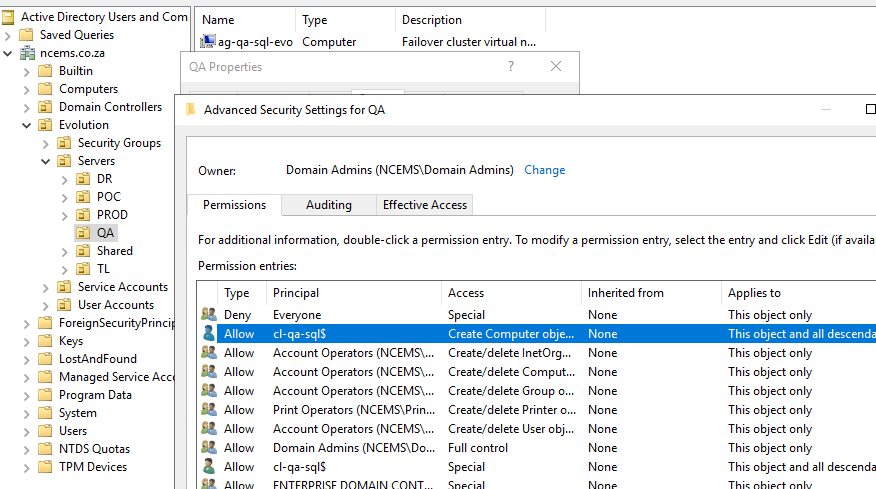 Active Directory Users and Com
Saved Queries
ncems.co.za
Builtin
Computers
Domain Controllers
Evolution
Security Groups
Servers
DR
POC
PROD
QA
Shared
TL
Service Accounts
User Accounts
ForeignSecurityPrincip
Keys
LostAndFound
Managed Service Acco
Program Data
System
Users
NTDS Quotas
TPM Devices
Name Type Description
ag-qa-sql-evo Computer Failover cluster virtual n...
QA Properties ?
Advanced Security Settings for QA
Owner: Domain Admins (NCEMS\Domain Admins) Change
Permissions Auditing Effective Access
For additional information, double-click a permission entry. To modify a permission entry, select the entry and click Edit (if availa
Permission entries:
Type Principal Access Inherited from Applies to
Deny Everyone Special None This object only
Allow cl-qa-sql$ Create Computer obje... None This object and all descenda
Allow Account Operators (NCEMS\... Create/delete InetOrg... None This object only
Allow Account Operators (NCEMS\... Create/delete Comput... None This object only
Allow Account Operators (NCEMS\... Create/delete Group o... None This object only
Allow Print Operators (NCEMS\Prin... Create/delete Printer o... None This object only
Allow Account Operators (NCEMS\... Create/delete User obj... None This object only
Allow Domain Admins (NCEMS\Do... Full control None This object only
Allow cl-qa-sql$ Special None This object and all descenda
Allow ENTERPRISE DOMAIN CONT... Special None This object only